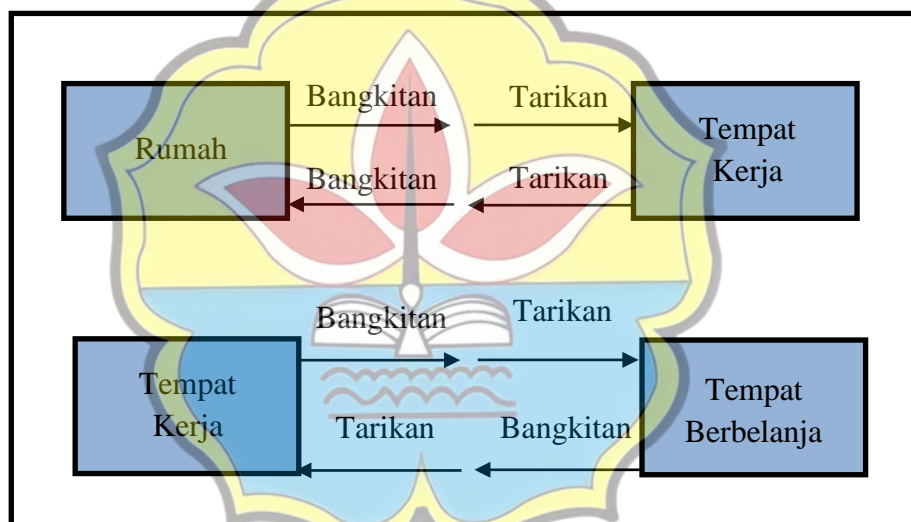 Bangkitan
Tarikan
Rumah
Tempat
Kerja
Bangkitan
Tarikan
Bangkitan
Tarikan
Tempat
Kerja
Tempat
Berbelanja
Tarikan
Bangkitan